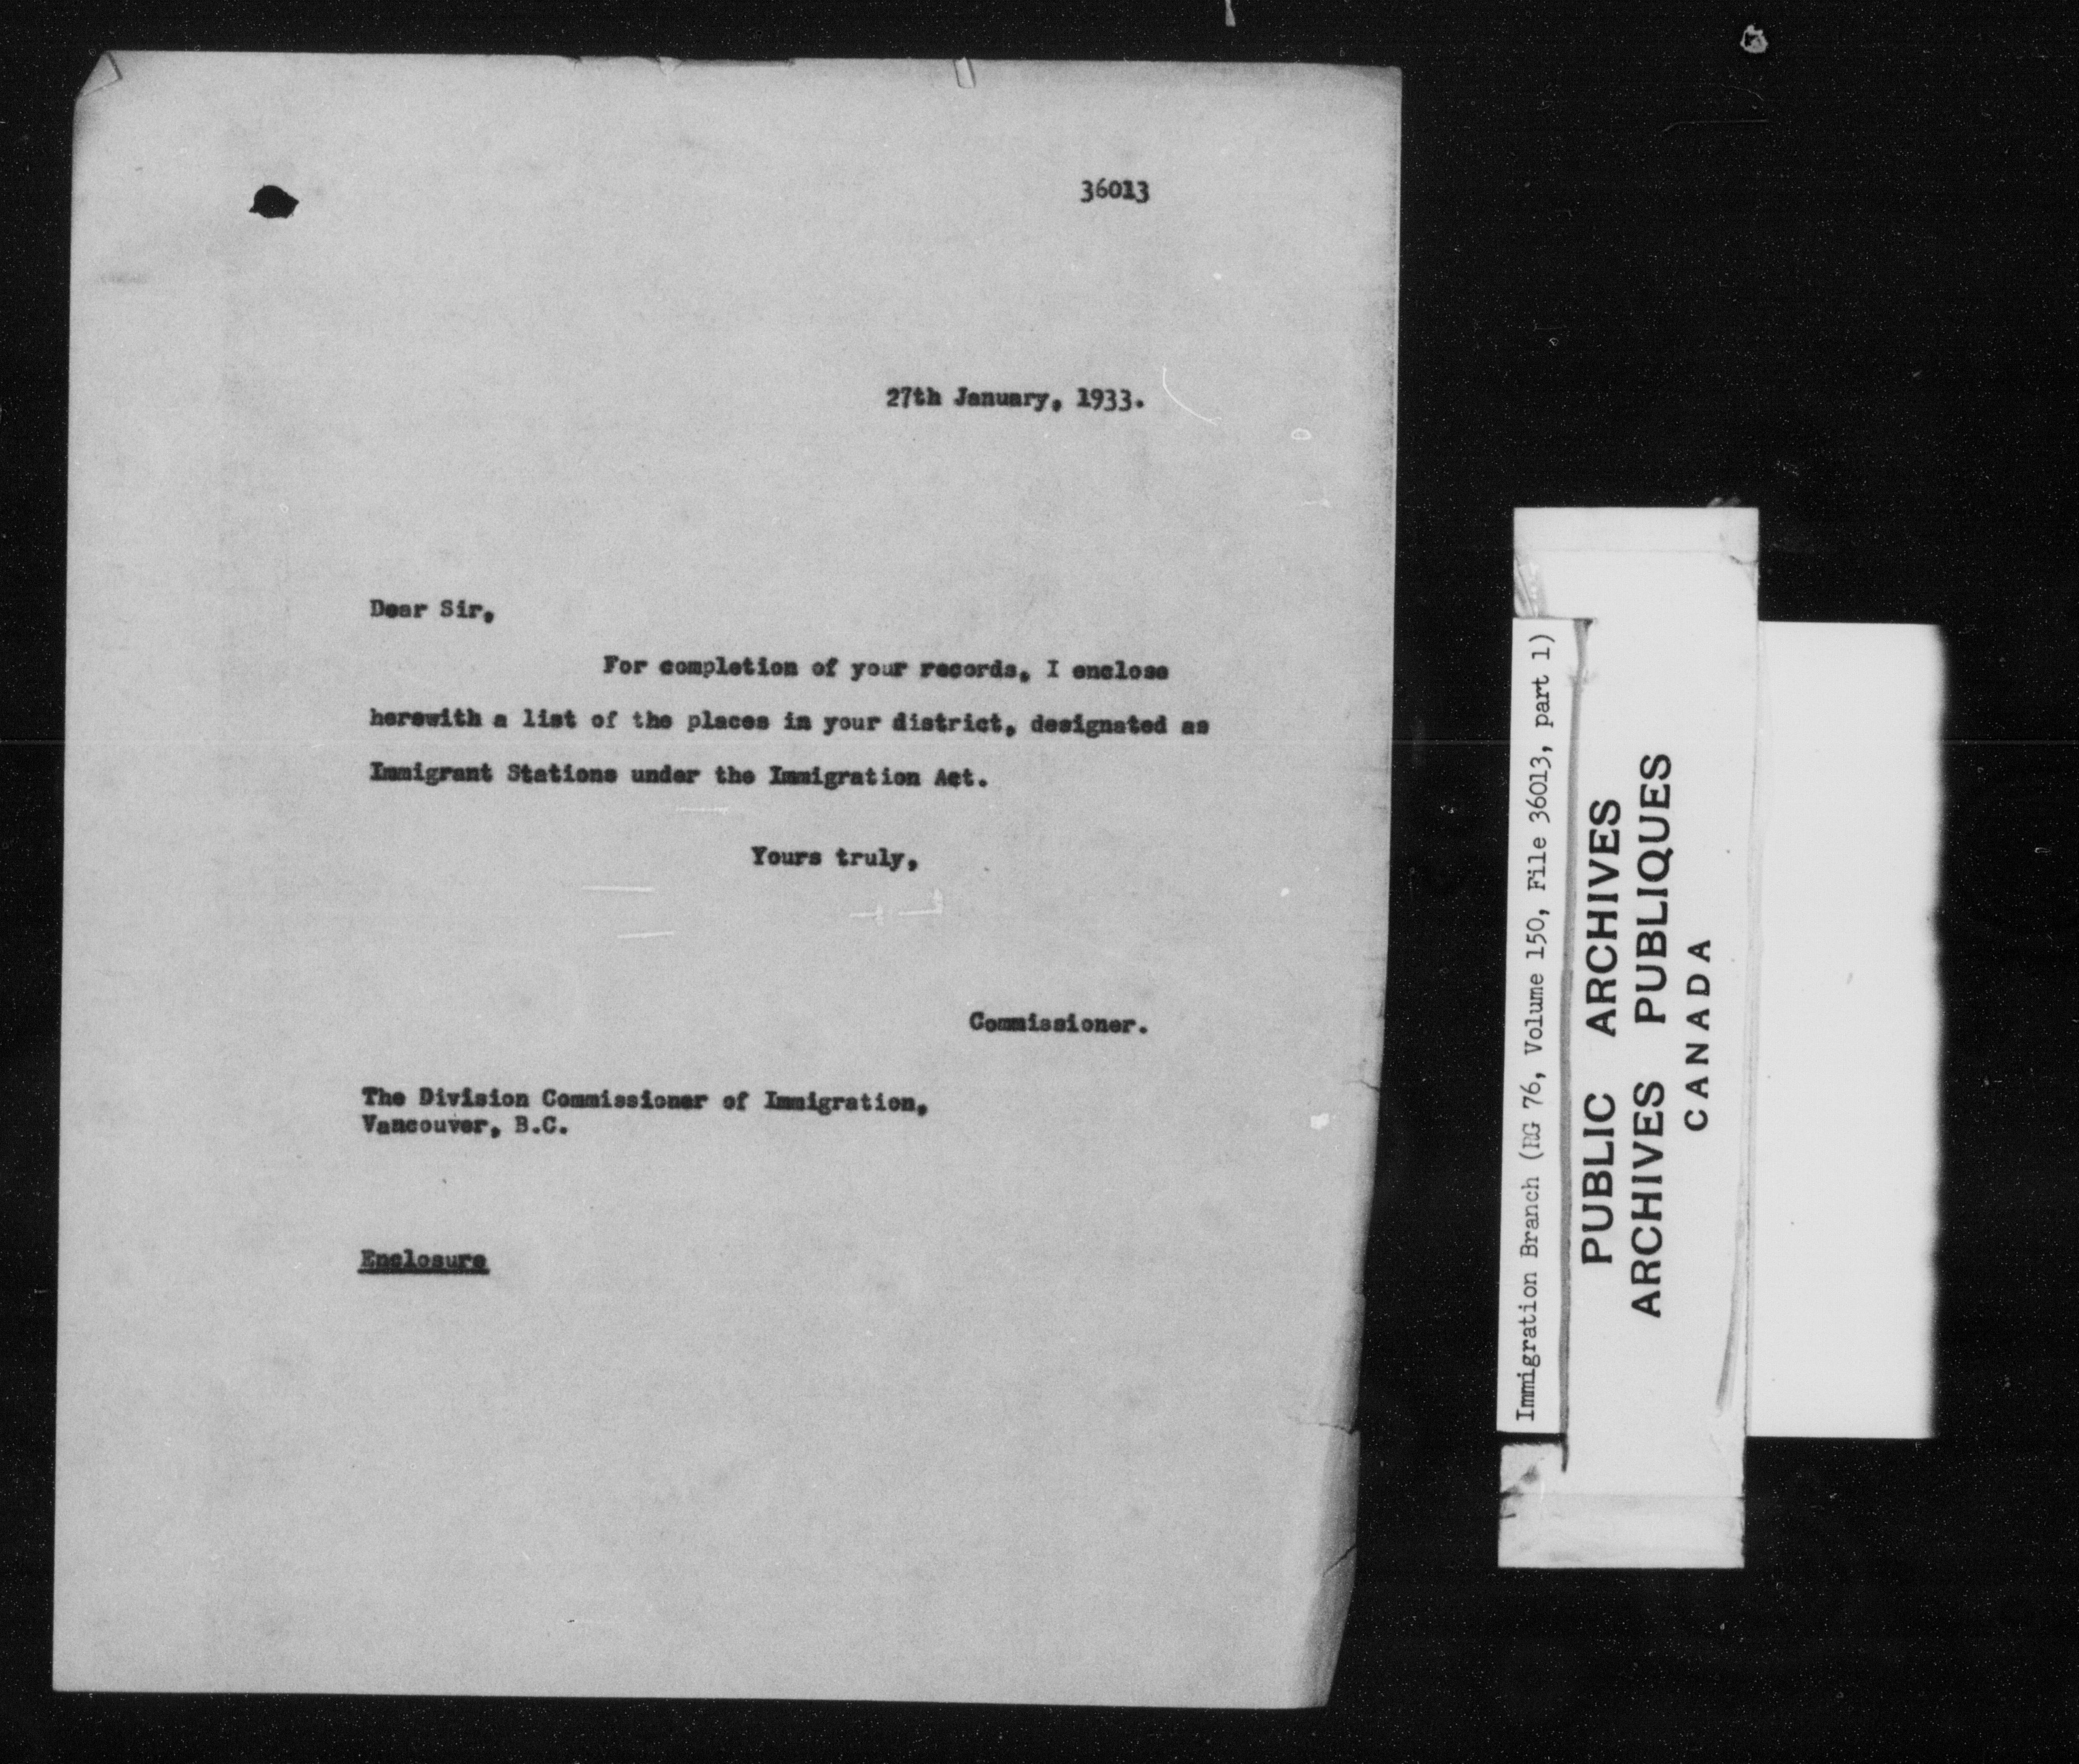 36013
27th January, 1933.
Dear Sir,
For completion of your records, I enclose
herewith a list of the places in your district, designated as
Immigrant Stations under the Immigration Act.
Yours truly,
Commissioner.
The Division Commissioner of Immigration,
Vancouver, B.C.
Enclosure
Immigration Branch (RG 76, Volume 150, File 36013, part 1)
PUBLIC ARCHIVES
ARCHIVES PUBLIQUES
CANADA